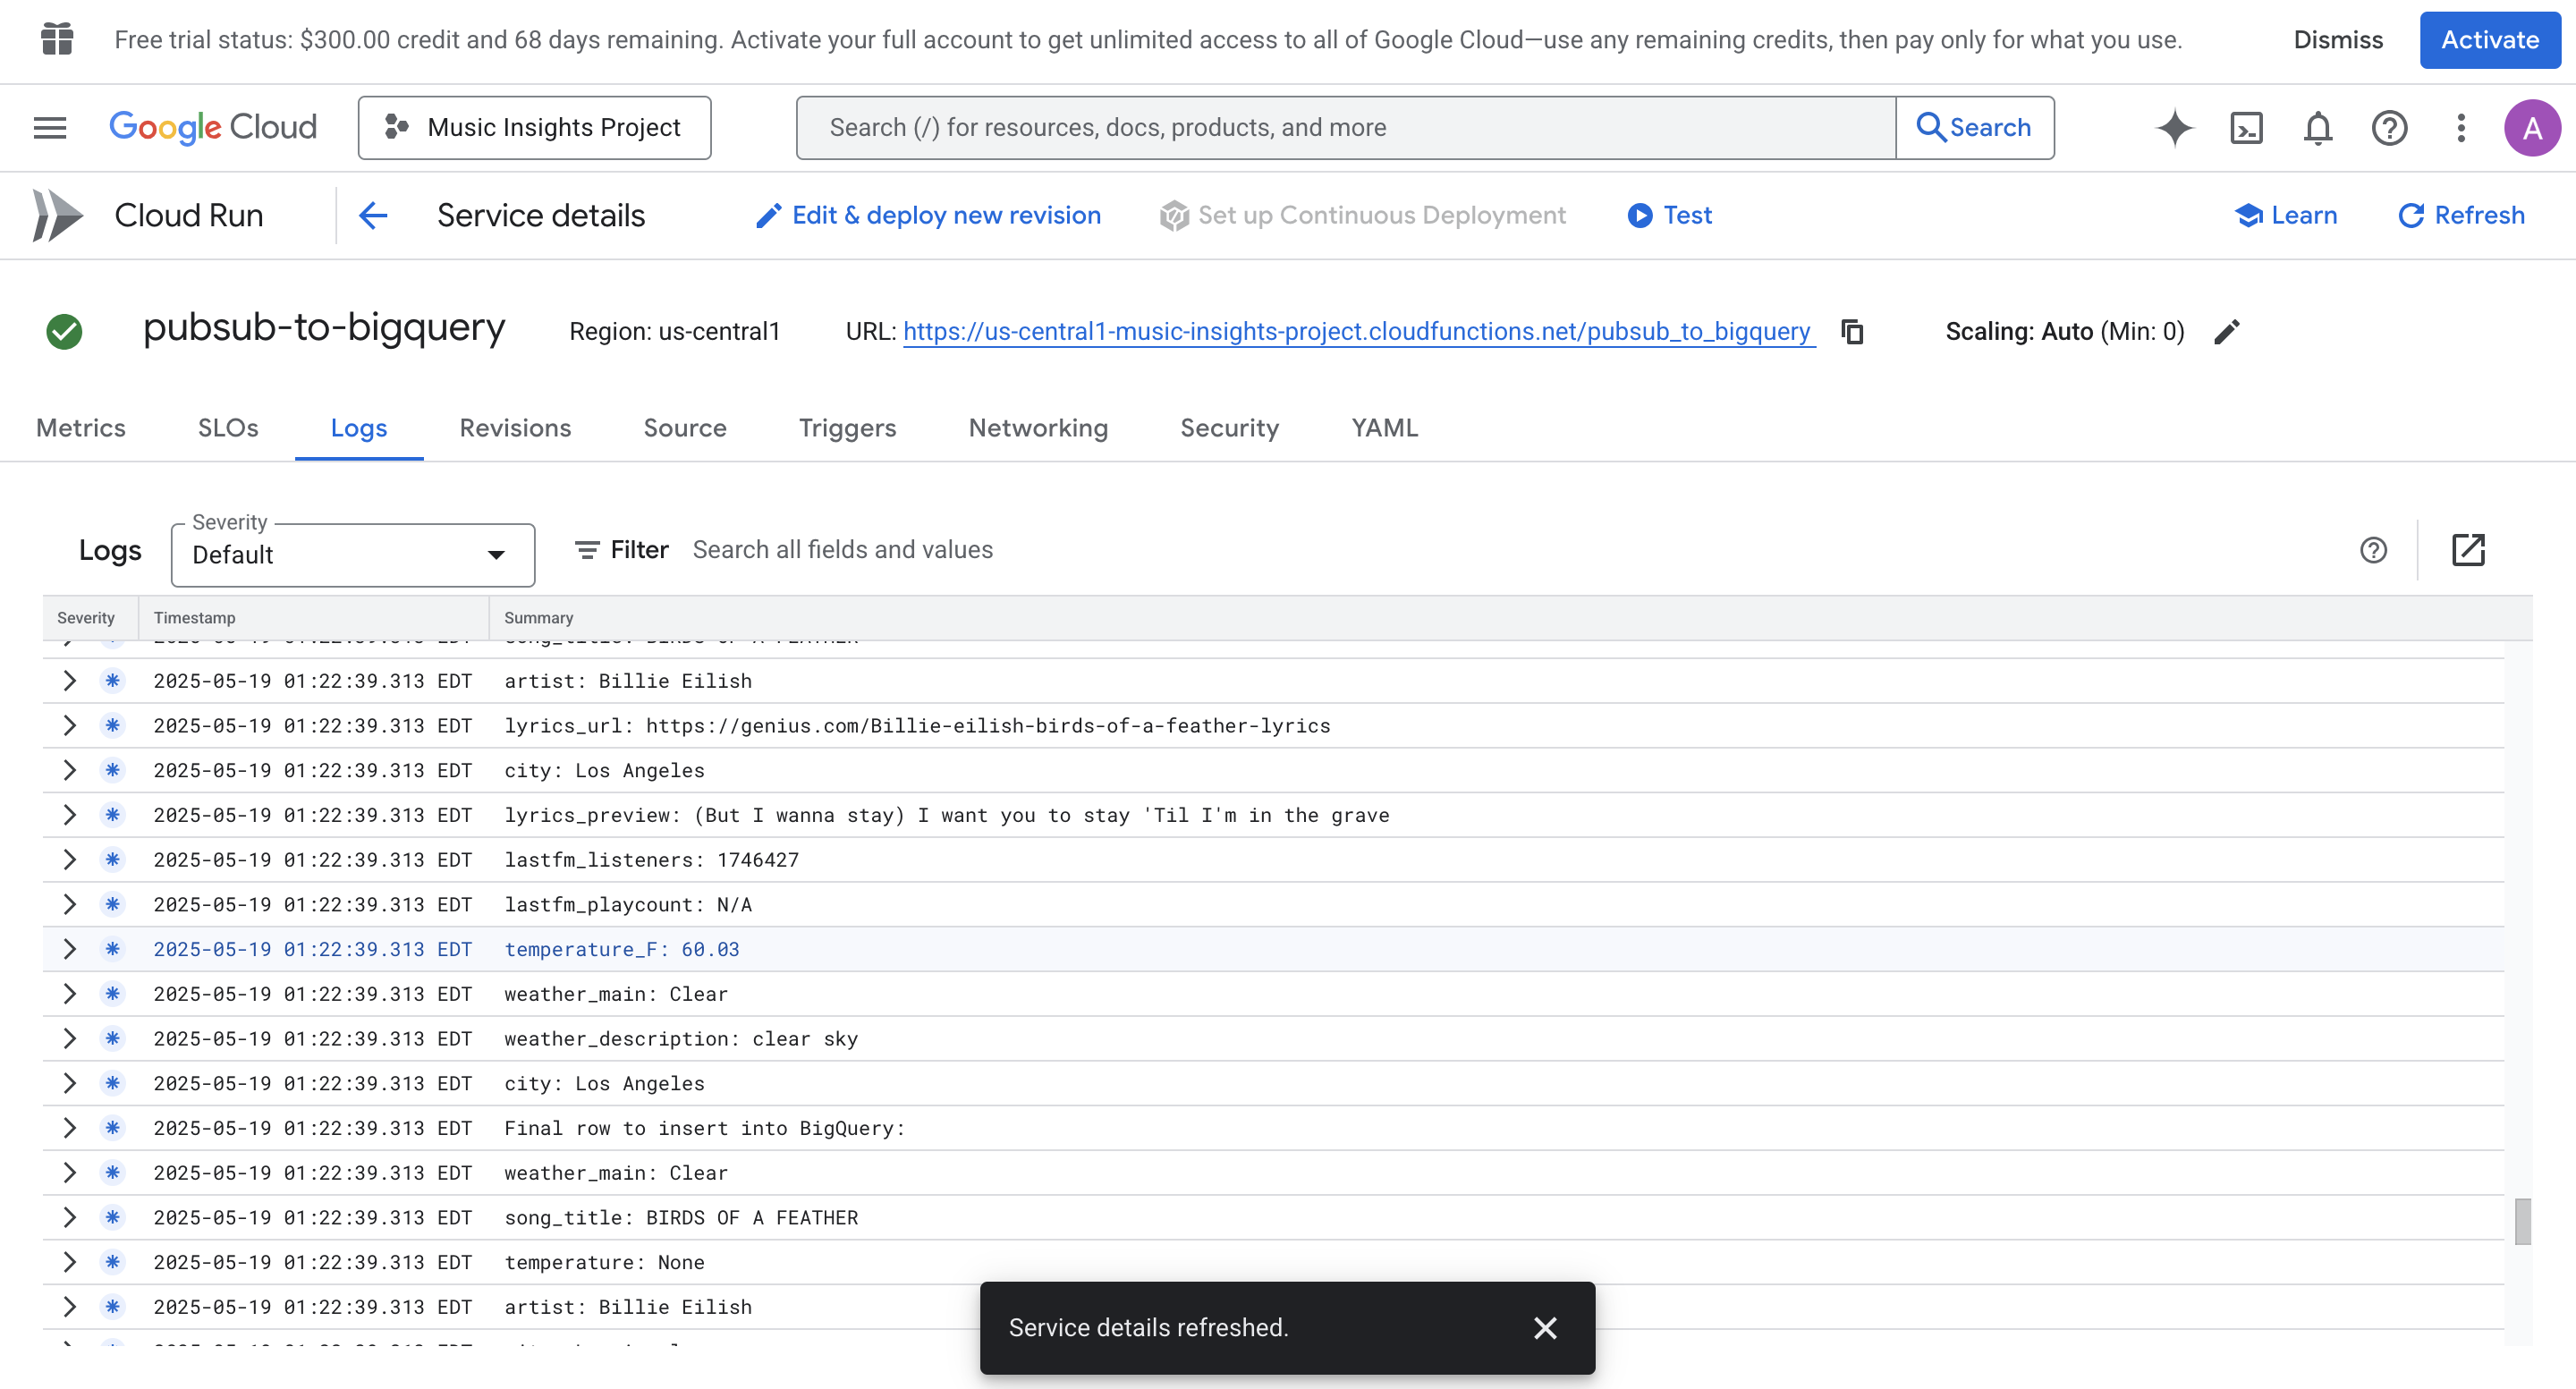 Free trial status: $300.00 credit and 68 days remaining. Activate your full account to get unlimited access to all of Google Cloud—use any remaining credits, then pay only for what you use.
Dismiss
Activate
Google Cloud
Music Insights Project
Search (/) for resources, docs, products, and more
Search
A
Cloud Run
Service details
Edit & deploy new revision
Set up Continuous Deployment
Test
Learn
Refresh
pubsub-to-bigquery
Region: us-central1
URL: https://us-central1-music-insights-project.cloudfunctions.net/pubsub_to_bigquery
Scaling: Auto (Min: 0)
Metrics
SLOs
Logs
Revisions
Source
Triggers
Networking
Security
YAML
Logs
Severity
Default
Filter
Search all fields and values
Severity Timestamp Summary
2025-05-19 01:22:39.313 EDT song_title: BIRDS OF A FEATHER
2025-05-19 01:22:39.313 EDT artist: Billie Eilish
2025-05-19 01:22:39.313 EDT lyrics_url: https://genius.com/Billie-eilish-birds-of-a-feather-lyrics
2025-05-19 01:22:39.313 EDT city: Los Angeles
2025-05-19 01:22:39.313 EDT lyrics_preview: (But I wanna stay) I want you to stay 'Til I'm in the grave
2025-05-19 01:22:39.313 EDT lastfm_listeners: 1746427
2025-05-19 01:22:39.313 EDT lastfm_playcount: N/A
2025-05-19 01:22:39.313 EDT temperature_F: 60.03
2025-05-19 01:22:39.313 EDT weather_main: Clear
2025-05-19 01:22:39.313 EDT weather_description: clear sky
2025-05-19 01:22:39.313 EDT city: Los Angeles
2025-05-19 01:22:39.313 EDT Final row to insert into BigQuery:
2025-05-19 01:22:39.313 EDT weather_main: Clear
2025-05-19 01:22:39.313 EDT song_title: BIRDS OF A FEATHER
2025-05-19 01:22:39.313 EDT temperature: None
2025-05-19 01:22:39.313 EDT artist: Billie Eilish
Service details refreshed.